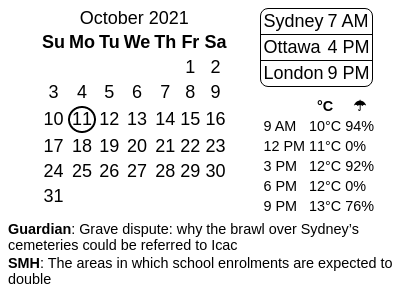 October 2021
Su Mo Tu We Th Fr Sa
1 2
3 4 5 6 7 8 9
10 11 12 13 14 15 16
17 18 19 20 21 22 23
24 25 26 27 28 29 30
31
Sydney 7 AM
Ottawa 4 PM
London 9 PM
°C ☂
9 AM 10°C 94%
12 PM 11°C 0%
3 PM 12°C 92%
6 PM 12°C 0%
9 PM 13°C 76%
Guardian: Grave dispute: why the brawl over Sydney’s
cemeteries could be referred to Icac
SMH: The areas in which school enrolments are expected to
double